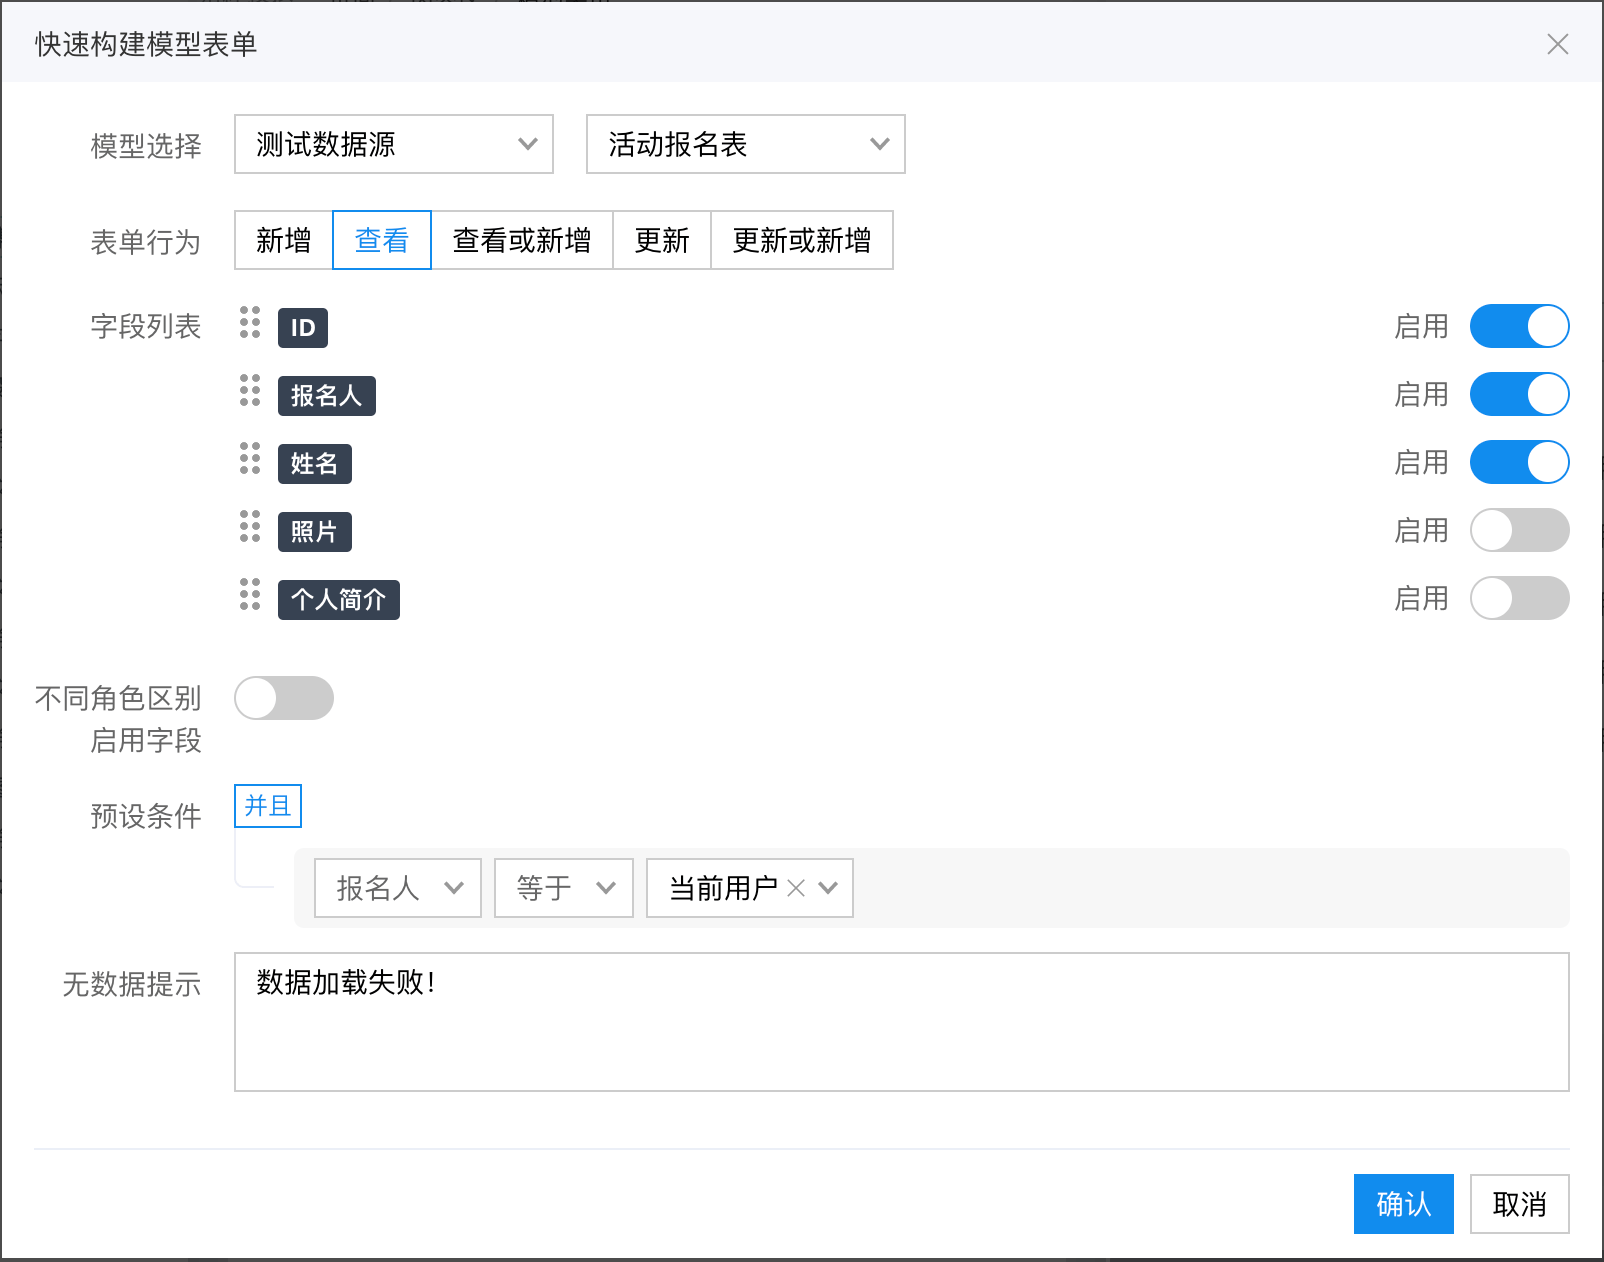 快速构建模型表单
模型选择 测试数据源 活动报名表
表单行为 新增 查看 查看或新增 更新 更新或新增
字段列表 ID 启用
报名人 启用
姓名 启用
照片 启用
个人简介 启用
不同角色区别
启用字段
预设条件 并且
报名人 等于 当前用户
无数据提示 数据加载失败!
确认 取消